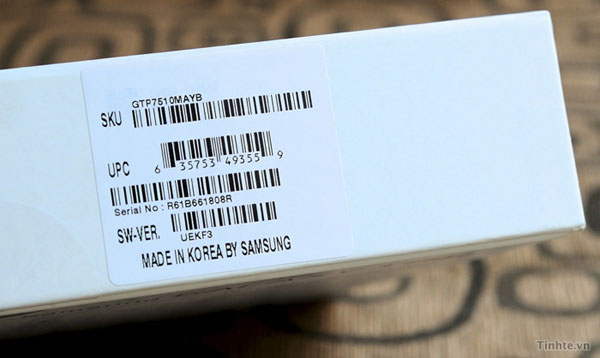 GTP7510MAYB
SKU
UPC
6 35753 49355 9
Serial No : R61B661808R
SW-VER.
UEKF3
MADE IN KOREA BY SAMSUNG
Tinhte.vn